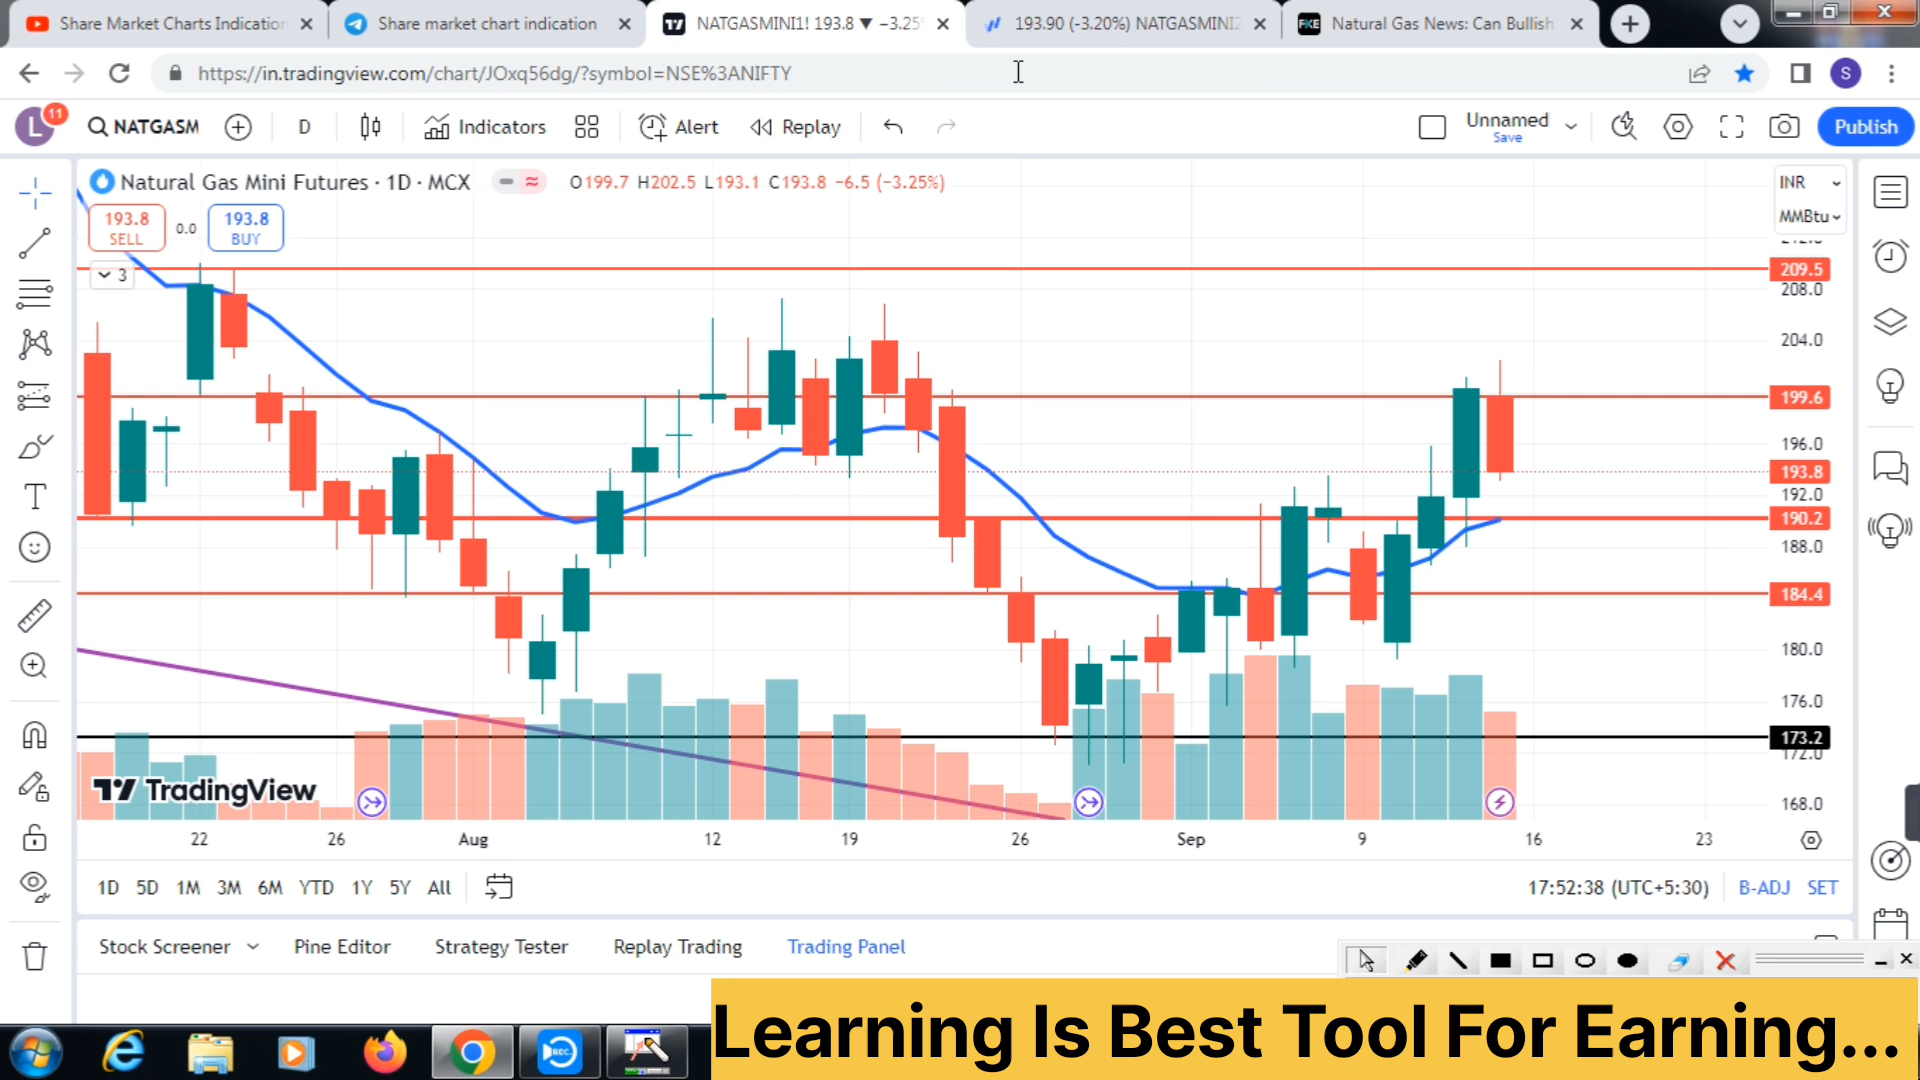 Share Market Charts Indication
Share market chart indication
NATGASMINI1! 193.8 ▼ −3.25
193.90 (-3.20%) NATGASMINI
Natural Gas News: Can Bullish
FXE
S
https://in.tradingview.com/chart/JOxq56dg/?symbol=NSE%3ANIFTY
L
11
NATGASM
D
Indicators
Alert
Replay
Unnamed
Save
Publish
Natural Gas Mini Futures · 1D · MCX
O199.7 H202.5 L193.1 C193.8 −6.5 (−3.25%)
193.8
SELL
0.0
193.8
BUY
3
INR
MMBtu
209.5
208.0
204.0
199.6
196.0
193.8
192.0
190.2
188.0
184.4
180.0
176.0
173.2
172.0
168.0
TradingView
22 26 Aug 12 19 26 Sep 9 16 23
1D 5D 1M 3M 6M YTD 1Y 5Y All
17:52:38 (UTC+5:30) B-ADJ SET
Stock Screener Pine Editor Strategy Tester Replay Trading Trading Panel
REC
Learning Is Best Tool For Earning...